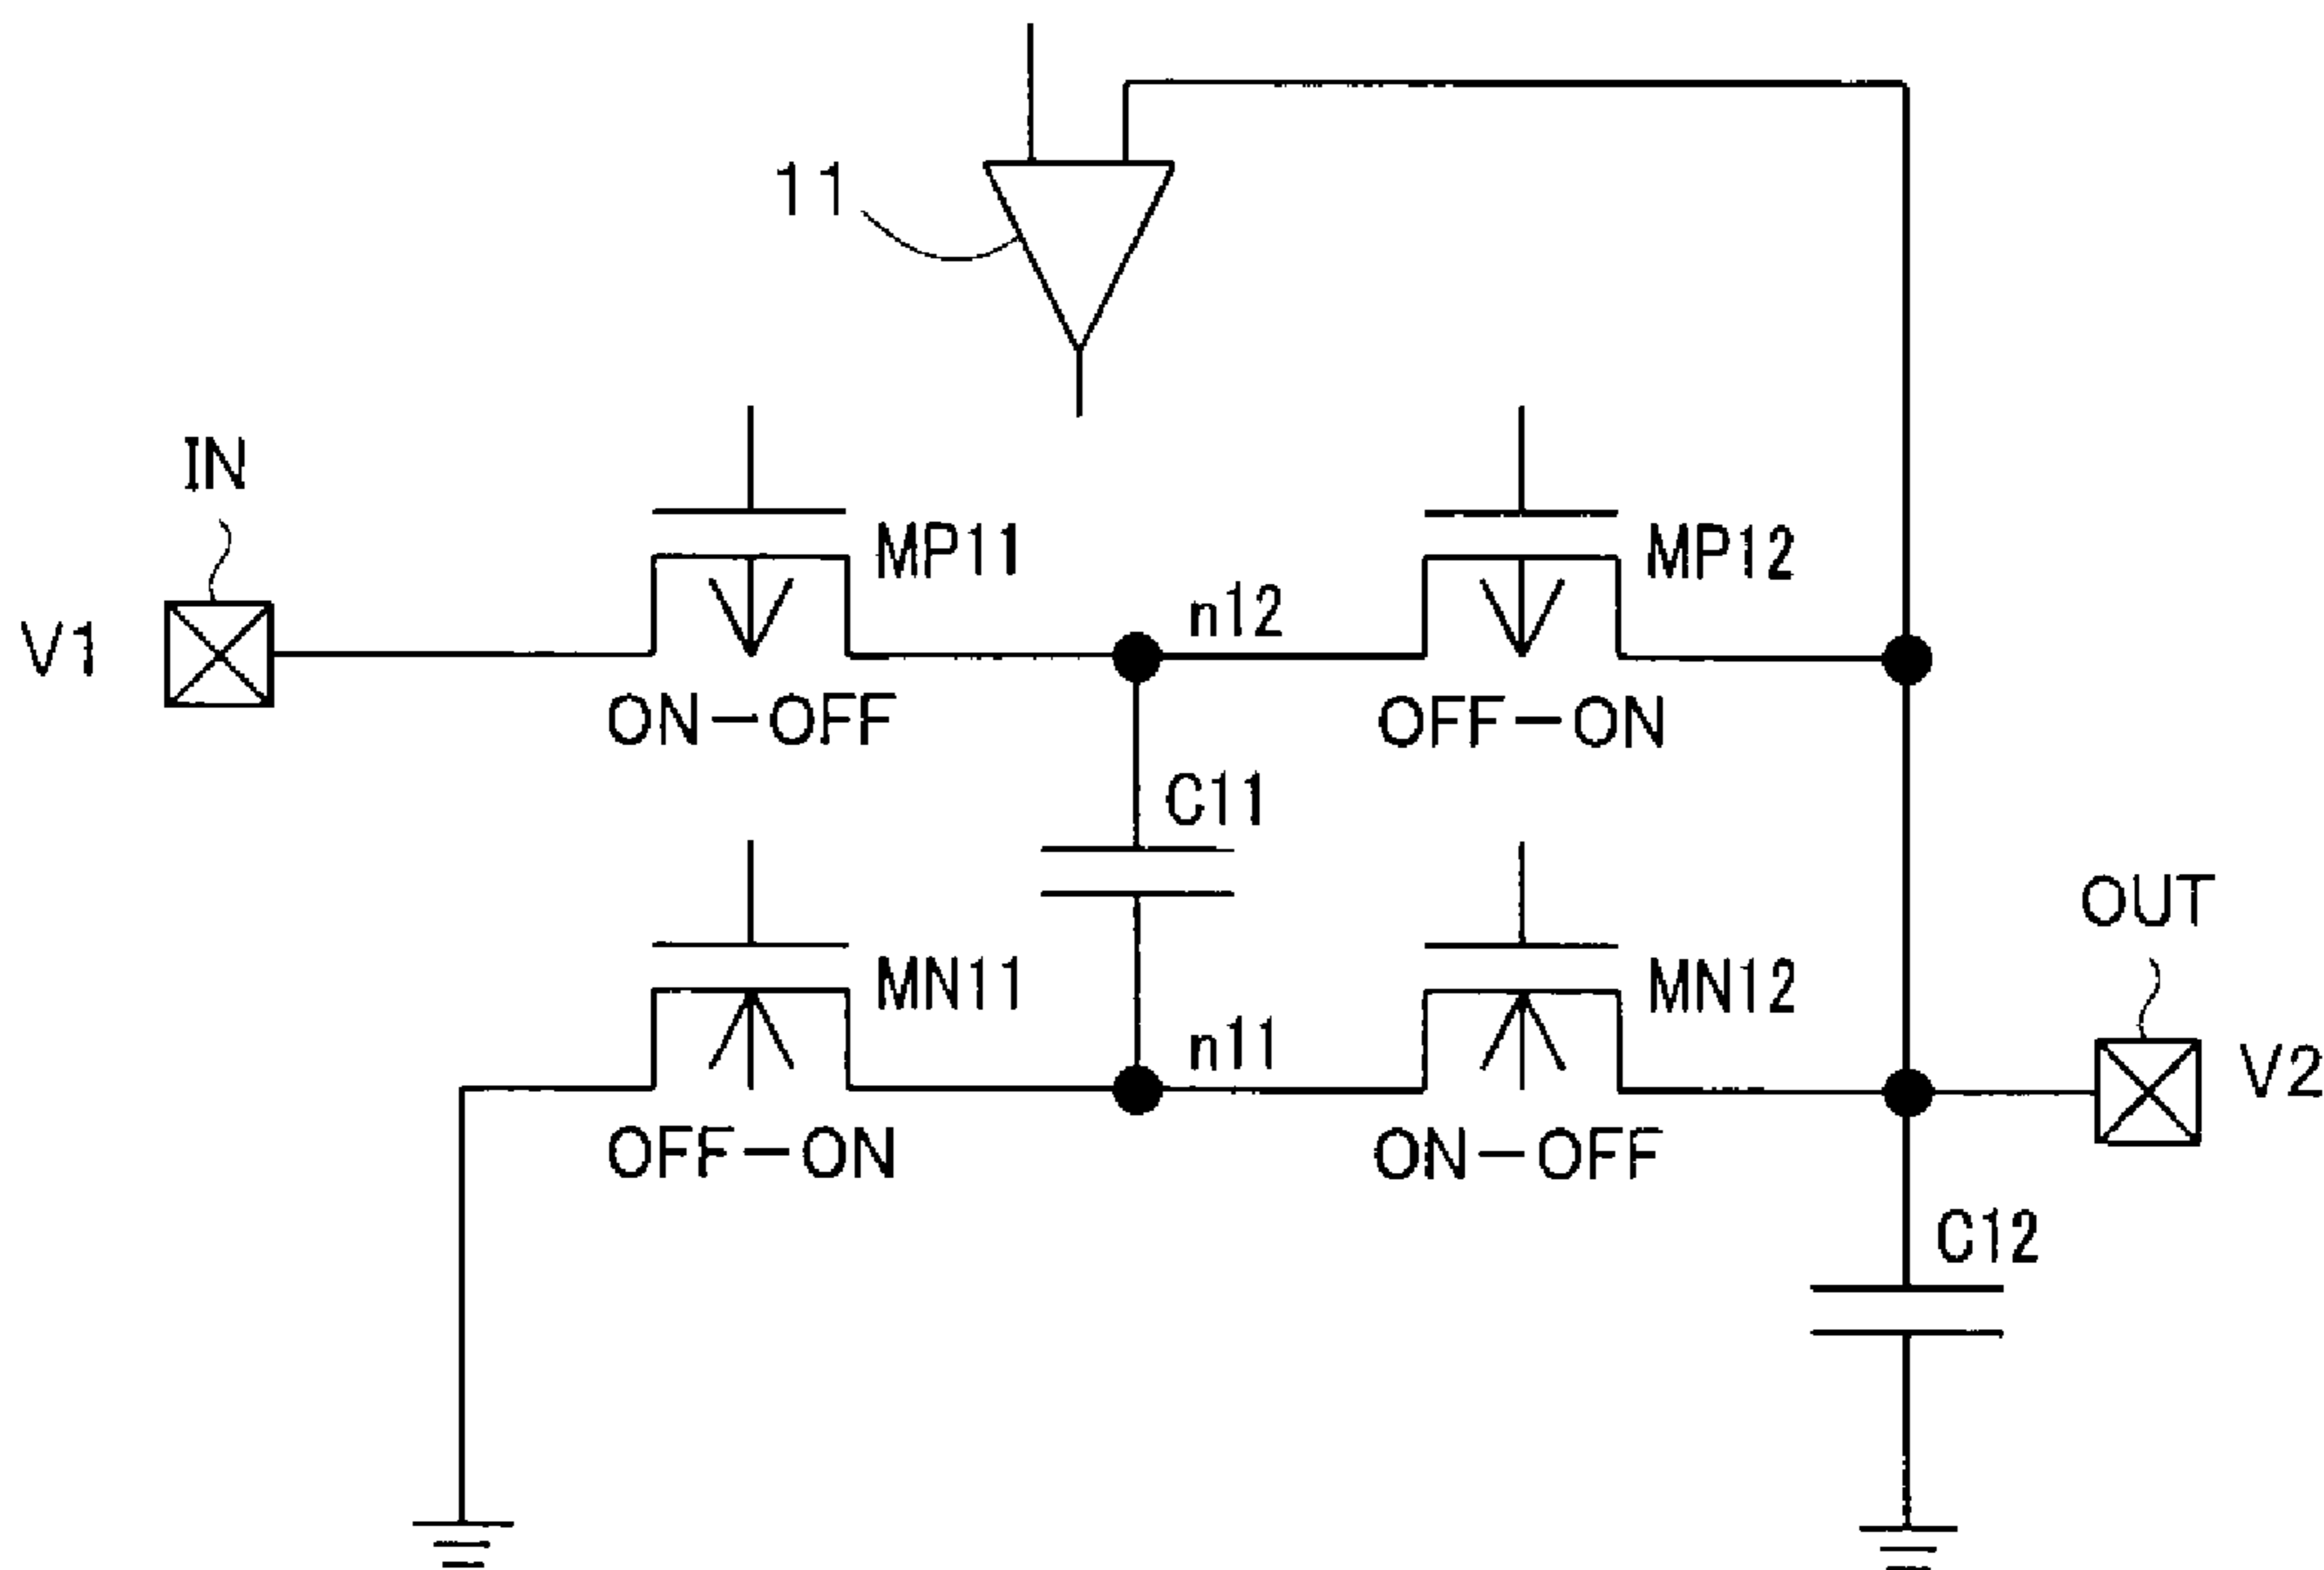 11
IN
V1
MP11
ON-OFF
n12
MP12
OFF-ON
C11
MN11
OFF-ON
n11
MN12
ON-OFF
OUT
V2
C12